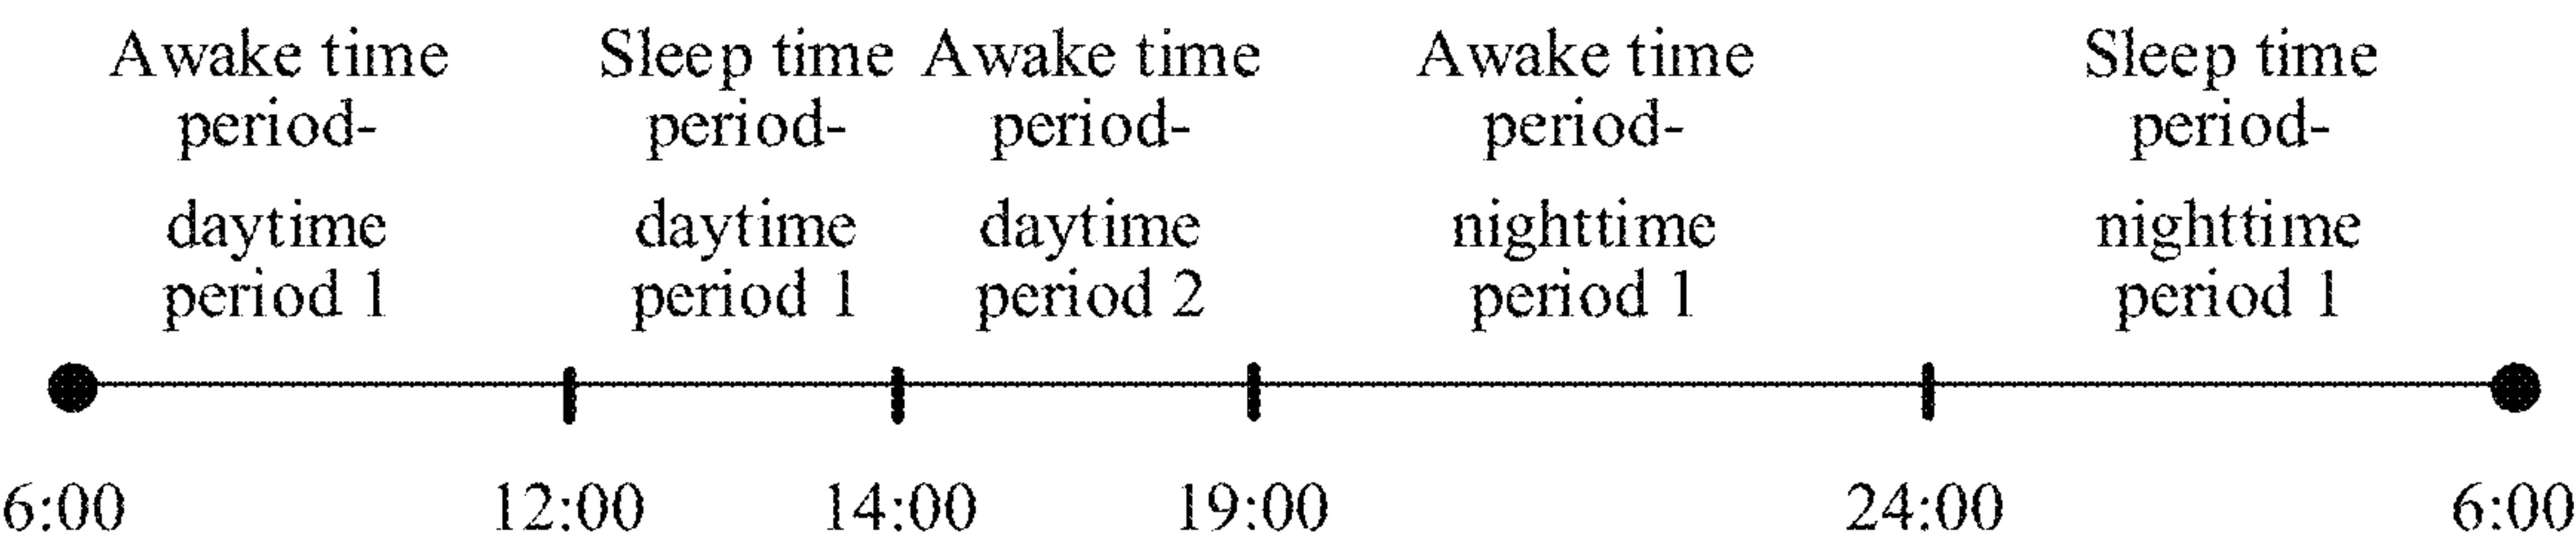 Awake time
period-
daytime
period 1
Sleep time
period-
daytime
period 1
Awake time
period-
daytime
period 2
Awake time
period-
nighttime
period 1
Sleep time
period-
nighttime
period 1
6:00
12:00
14:00
19:00
24:00
6:00